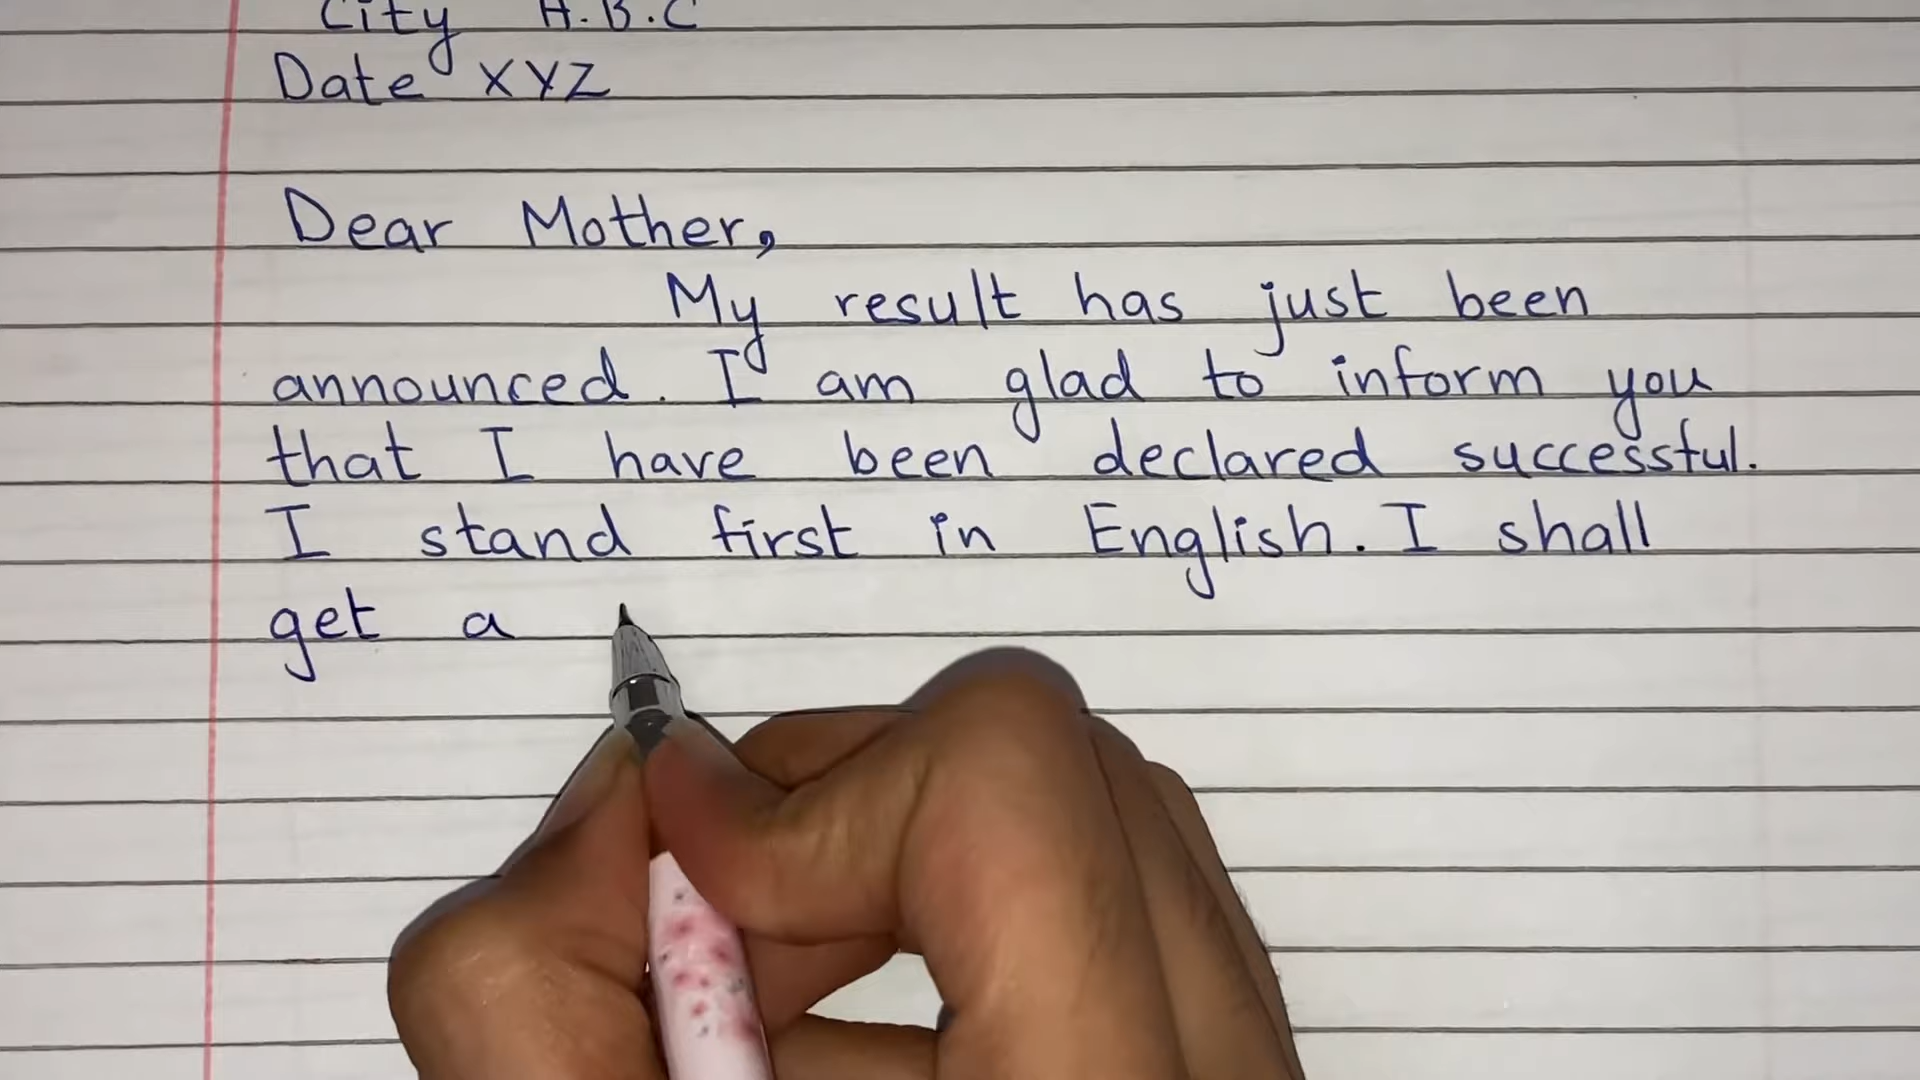 City A.B.C
Date XYZ
Dear Mother,
My result has just been
announced. I am glad to inform you
that I have been declared successful.
I stand first in English. I shall
get a